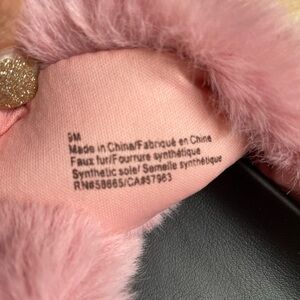 9M
Made in China/Fabriqué en Chine
Faux fur/Fourrure synthétique
Synthetic sole/ Semelle synthétique
RN#58665/CA#57963